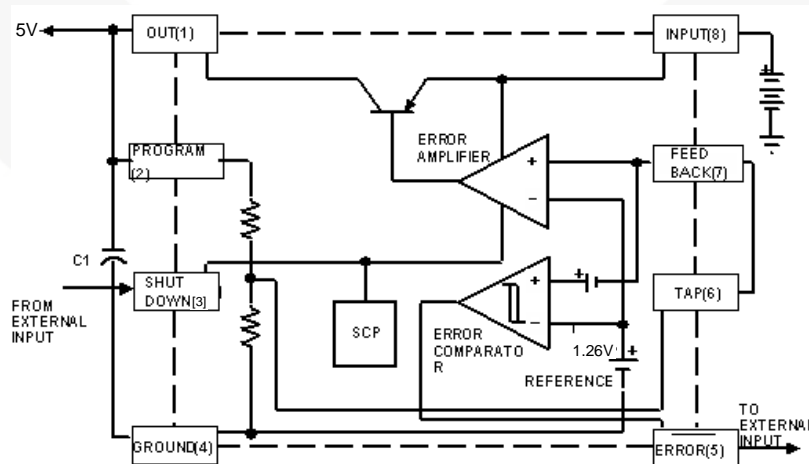 5V
OUT(1)
INPUT(8)
+
ERROR
AMPLIFIER
+
−
PROGRAM
(2)
FEED
BACK(7)
C1
SHUT
DOWN(3)
FROM
EXTERNAL
INPUT
SCP
+
+
−
ERROR
COMPARATO
R
TAP(6)
1.26V
+
REFERENCE
GROUND(4)
ERROR(5)
TO
EXTERNAL
INPUT